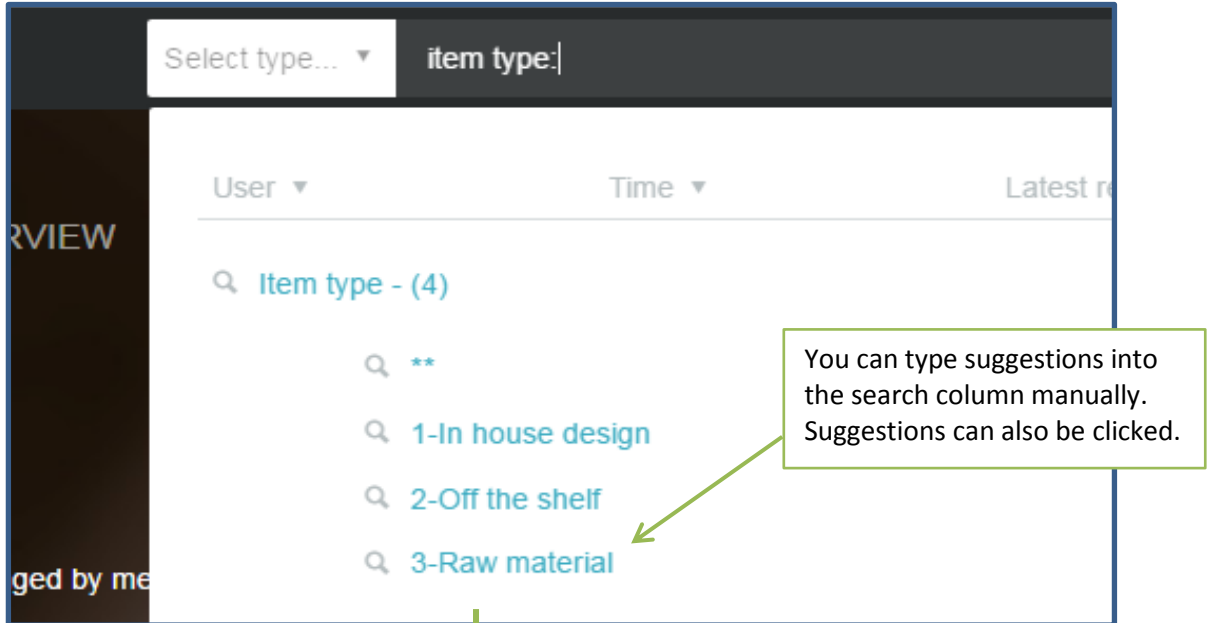 Select type... ▼ item type:
User ▼ Time ▼ Latest re
RVIEW
Item type - (4)
**
You can type suggestions into
the search column manually.
Suggestions can also be clicked.
1-In house design
2-Off the shelf
3-Raw material
ged by me